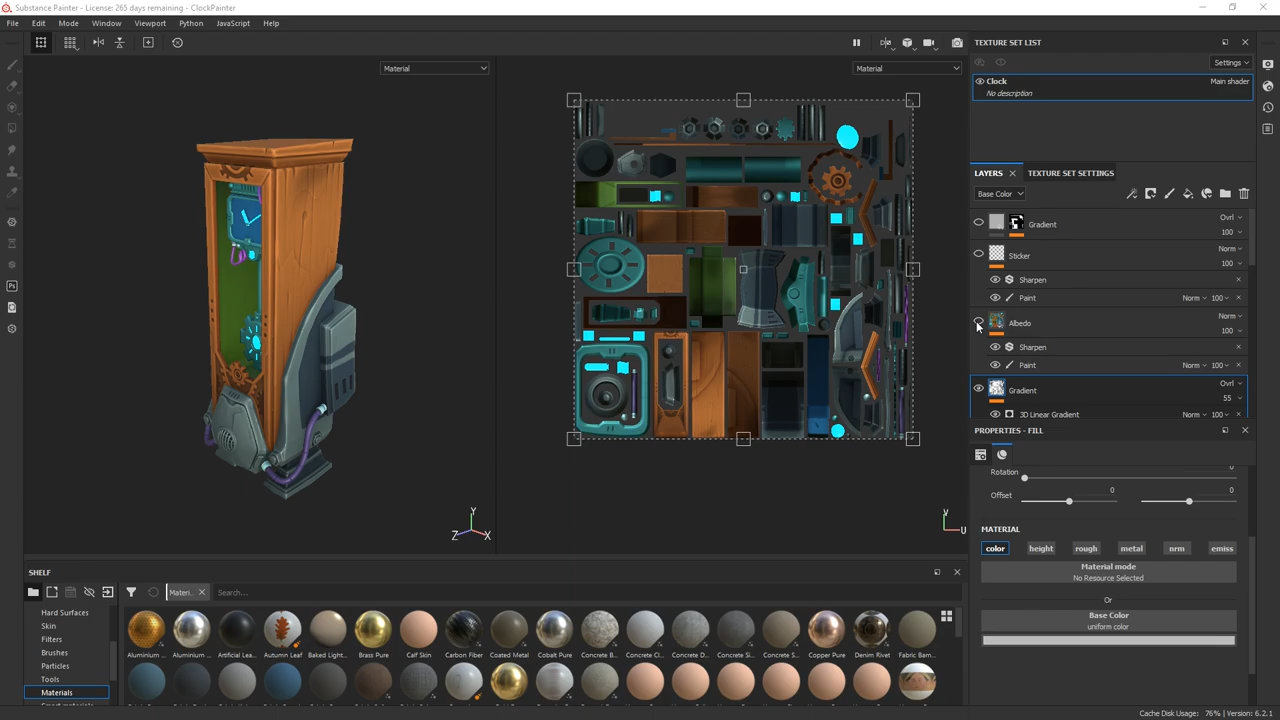 Substance Painter - License: 265 days remaining - ClockPainter
File Edit Mode Window Viewport Python JavaScript Help
Material
Material
TEXTURE SET LIST
Settings
Clock Main shader
No description
LAYERS TEXTURE SET SETTINGS
Base Color
Gradient Ovrl 100
Sticker Norm 100
Sharpen
Paint Norm 100
Albedo Norm 100
Sharpen
Paint Norm 100
Gradient Ovrl 55
3D Linear Gradient Norm 100
PROPERTIES - FILL
Rotation 0
Offset 0 0
MATERIAL
color height rough metal nrm emiss
Material mode
No Resource Selected
Or
Base Color
uniform color
Y
Z X
V
U
SHELF
Materi... Search...
Hard Surfaces
Skin
Filters
Brushes
Particles
Tools
Materials
Aluminium ... Aluminium ... Artificial Lea... Autumn Leaf Baked Light... Brass Pure Calf Skin Carbon Fiber Coated Metal Cobalt Pure Concrete B... Concrete Cl... Concrete D... Concrete Si... Concrete S... Copper Pure Denim Rivet Fabric Bam...
Cache Disk Usage: 76% | Version: 6.2.1